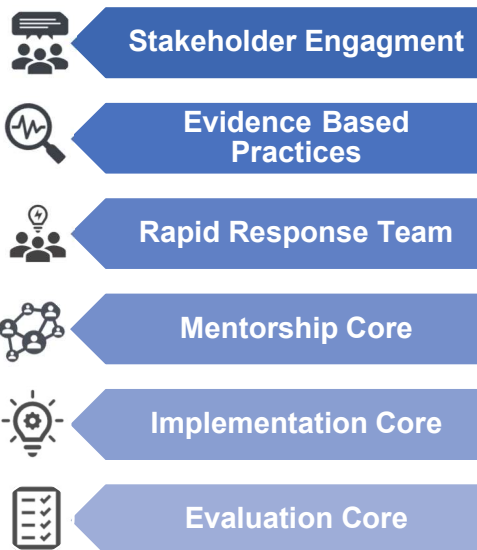 Stakeholder Engagment
Evidence Based
Practices
Rapid Response Team
Mentorship Core
Implementation Core
Evaluation Core